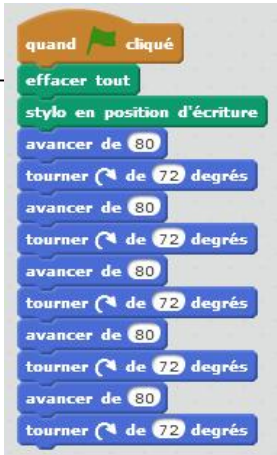 quand cliqué
effacer tout
stylo en position d'écriture
avancer de 80
tourner de 72 degrés
avancer de 80
tourner de 72 degrés
avancer de 80
tourner de 72 degrés
avancer de 80
tourner de 72 degrés
avancer de 80
tourner de 72 degrés